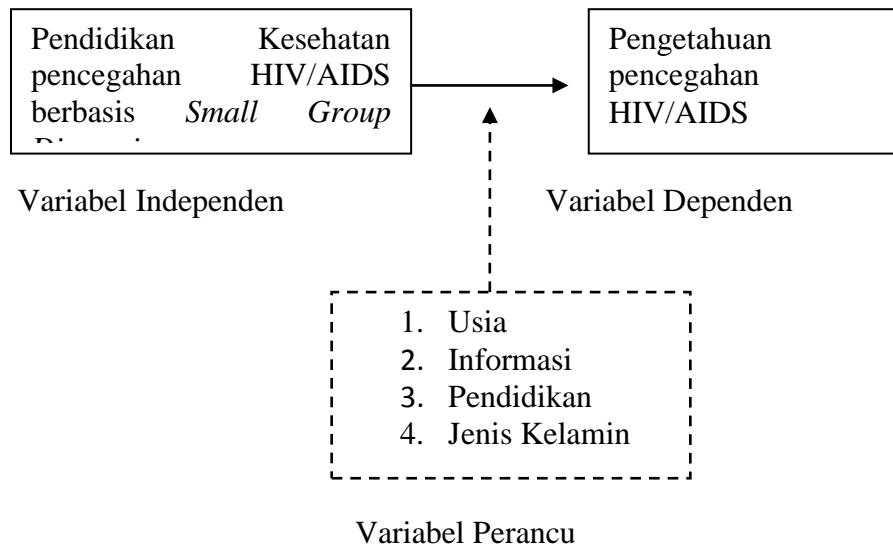 Pendidikan Kesehatan
pencegahan HIV/AIDS
berbasis Small Group
Pengetahuan
pencegahan
HIV/AIDS
Variabel Independen
Variabel Dependen
1. Usia
2. Informasi
3. Pendidikan
4. Jenis Kelamin
Variabel Perancu